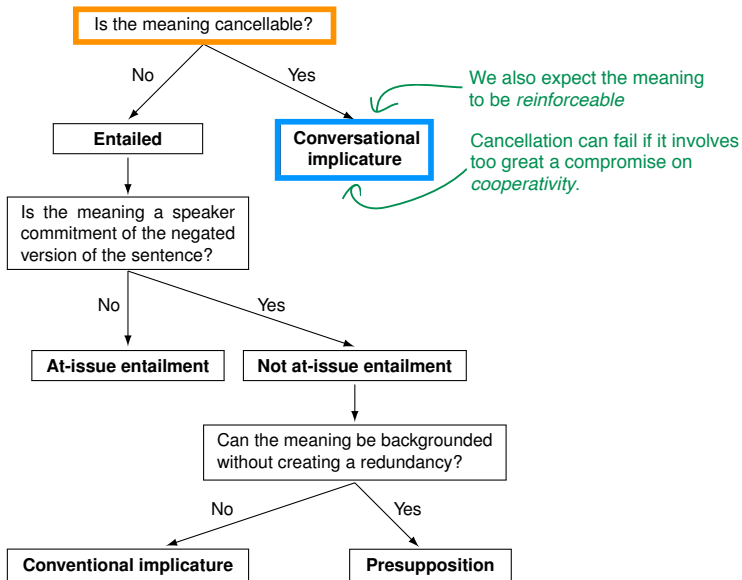 Is the meaning cancellable?
No
Yes
We also expect the meaning
to be reinforceable
Entailed
Conversational
implicature
Cancellation can fail if it involves
too great a compromise on
cooperativity.
Is the meaning a speaker
commitment of the negated
version of the sentence?
No
Yes
At-issue entailment
Not at-issue entailment
Can the meaning be backgrounded
without creating a redundancy?
No
Yes
Conventional implicature
Presupposition